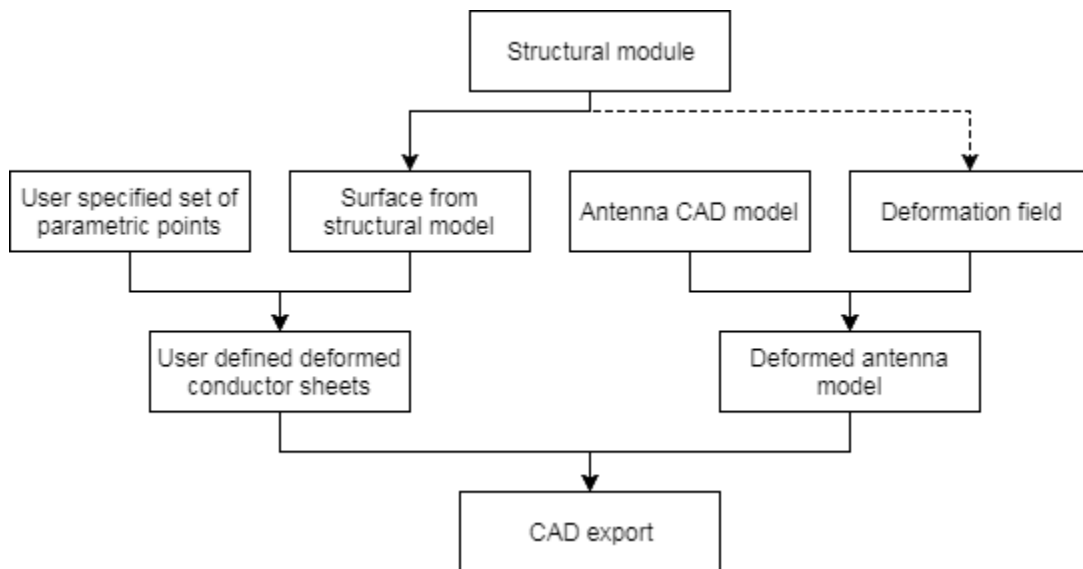 Structural module
User specified set of
parametric points
Surface from
structural model
Antenna CAD model
Deformation field
User defined deformed
conductor sheets
Deformed antenna
model
CAD export